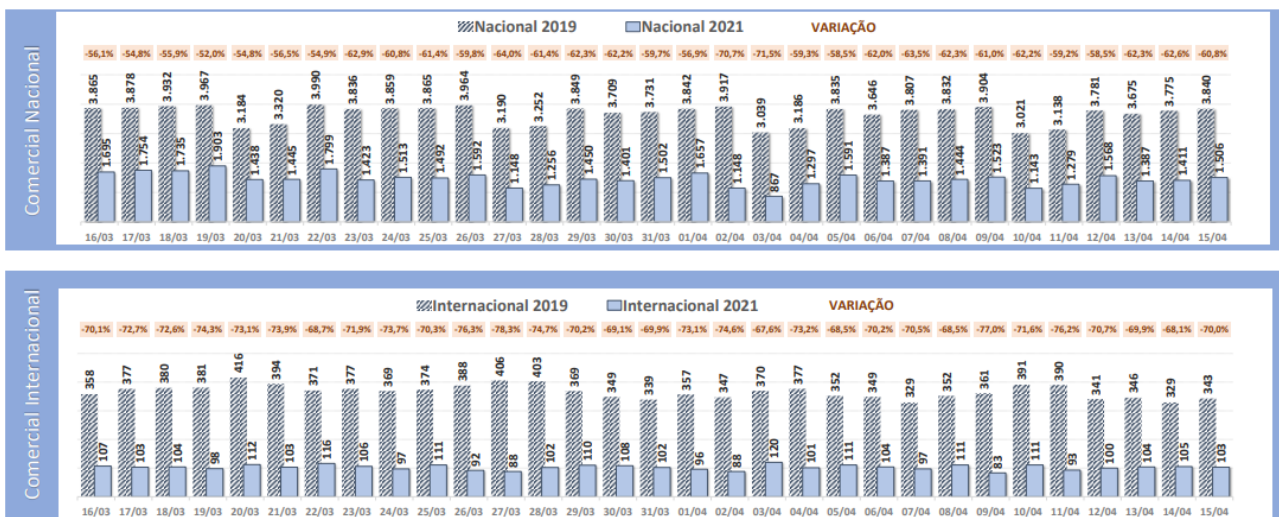 Comercial Nacional
Nacional 2019 Nacional 2021 VARIAÇÃO
-56,1% -54,8% -55,9% -52,0% -54,8% -56,5% -54,9% -62,9% -60,8% -61,4% -59,8% -64,0% -61,4% -62,3% -62,2% -59,7% -56,9% -70,7% -71,5% -59,3% -58,5% -62,0% -63,5% -62,3% -61,0% -62,2% -59,2% -58,5% -62,3% -62,6% -60,8%
3.865 3.878 3.932 3.967 3.184 3.320 3.990 3.836 3.859 3.865 3.964 3.190 3.252 3.849 3.709 3.731 3.842 3.917 3.039 3.186 3.835 3.646 3.807 3.832 3.904 3.021 3.138 3.781 3.675 3.775 3.840
1.695 1.754 1.735 1.903 1.438 1.445 1.799 1.423 1.513 1.492 1.592 1.148 1.256 1.450 1.401 1.502 1.657 1.148 867 1.297 1.591 1.387 1.391 1.444 1.523 1.143 1.279 1.568 1.387 1.411 1.506
16/03 17/03 18/03 19/03 20/03 21/03 22/03 23/03 24/03 25/03 26/03 27/03 28/03 29/03 30/03 31/03 01/04 02/04 03/04 04/04 05/04 06/04 07/04 08/04 09/04 10/04 11/04 12/04 13/04 14/04 15/04
Comercial Internacional
Internacional 2019 Internacional 2021 VARIAÇÃO
-70,1% -72,7% -72,6% -74,3% -73,1% -73,9% -68,7% -71,9% -73,7% -70,3% -76,3% -78,3% -74,7% -70,2% -69,1% -69,9% -73,1% -74,6% -67,6% -73,2% -68,5% -70,2% -70,5% -68,5% -77,0% -71,6% -76,2% -70,7% -69,9% -68,1% -70,0%
358 377 380 381 416 394 371 377 369 374 388 406 403 369 349 339 357 347 370 377 352 349 329 352 361 391 390 341 346 329 343
107 103 104 98 112 103 116 106 97 111 92 88 102 110 108 102 96 88 120 101 111 104 97 111 83 111 93 100 104 105 103
16/03 17/03 18/03 19/03 20/03 21/03 22/03 23/03 24/03 25/03 26/03 27/03 28/03 29/03 30/03 31/03 01/04 02/04 03/04 04/04 05/04 06/04 07/04 08/04 09/04 10/04 11/04 12/04 13/04 14/04 15/04